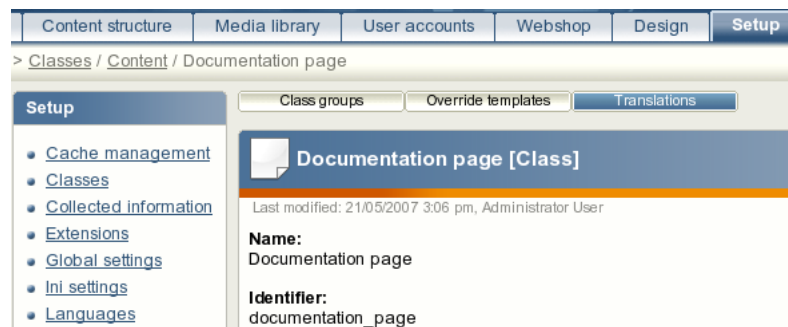 Content structure Media library User accounts Webshop Design Setup
> Classes / Content / Documentation page
Setup
Class groups Override templates Translations
Cache management
Classes
Collected information
Extensions
Global settings
Ini settings
Languages
Documentation page [Class]
Last modified: 21/05/2007 3:06 pm, Administrator User
Name:
Documentation page
Identifier:
documentation_page